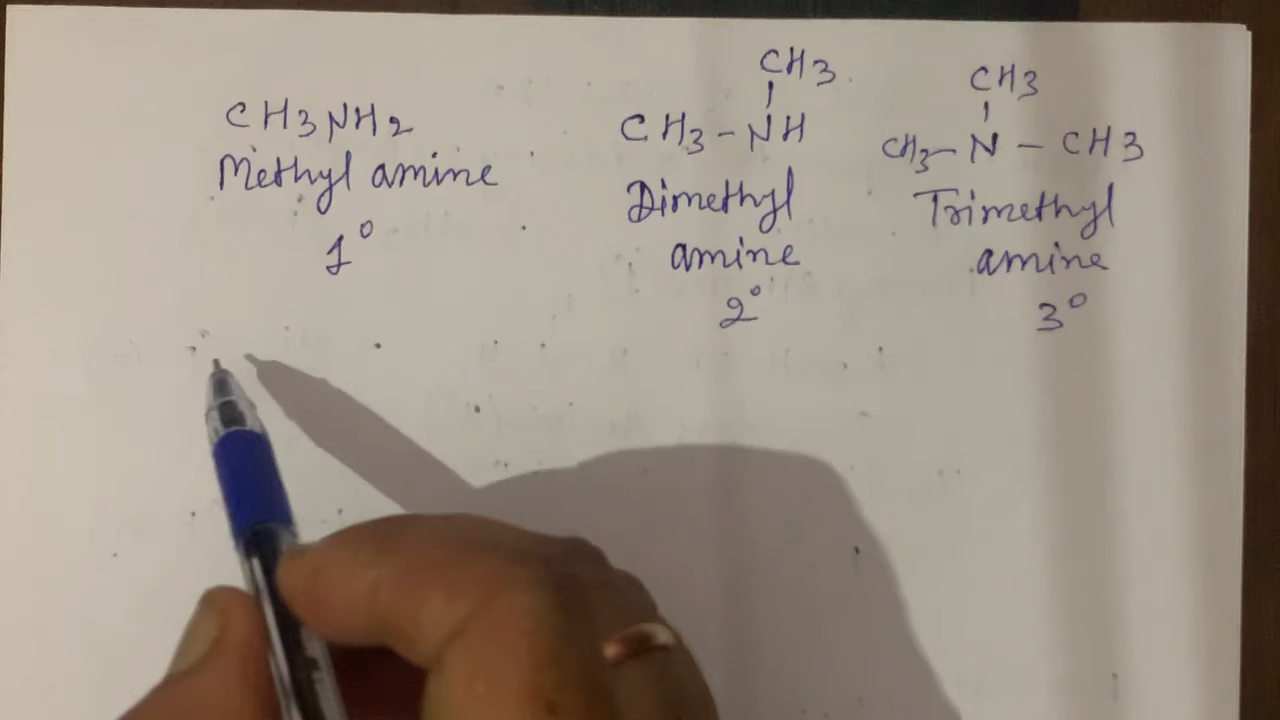 CH3NH2
Methyl amine
1°
CH3
CH3-NH
Dimethyl
amine
2°
CH3
CH3-N-CH3
Trimethyl
amine
3°